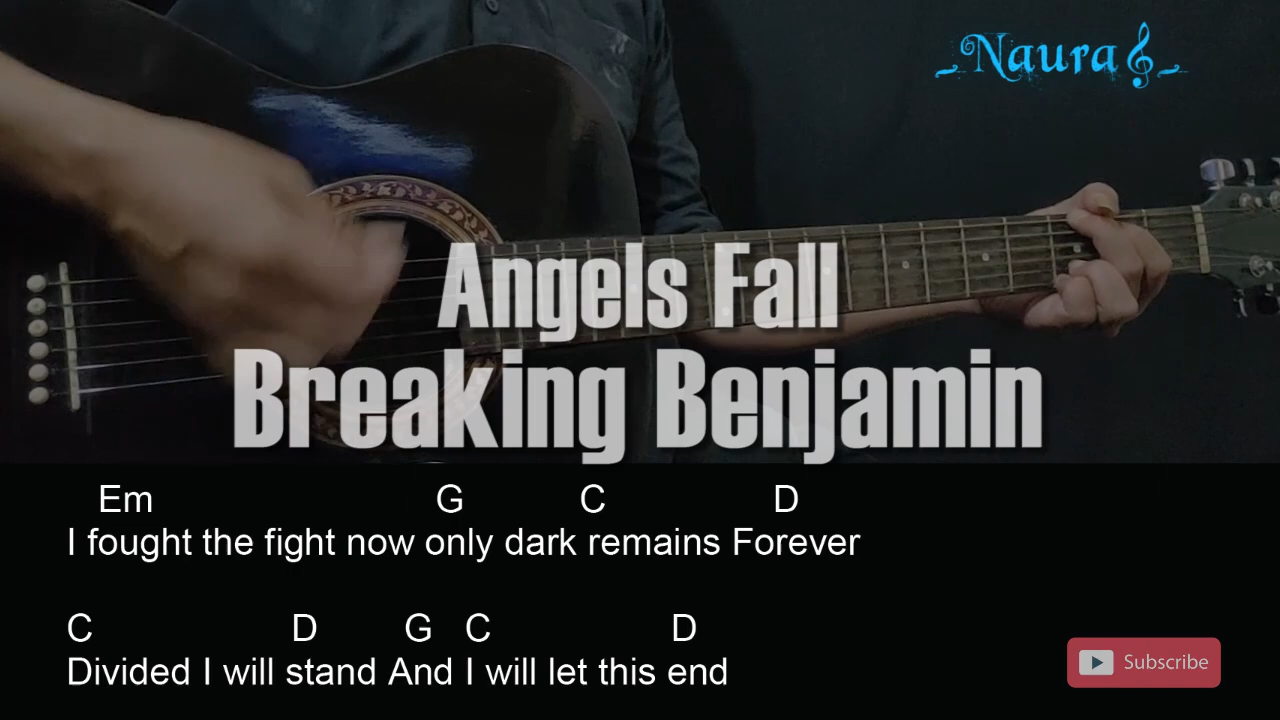 Naura
Angels Fall
Breaking Benjamin
Em G C D
I fought the fight now only dark remains Forever
C D G C D
Divided I will stand And I will let this end
Subscribe